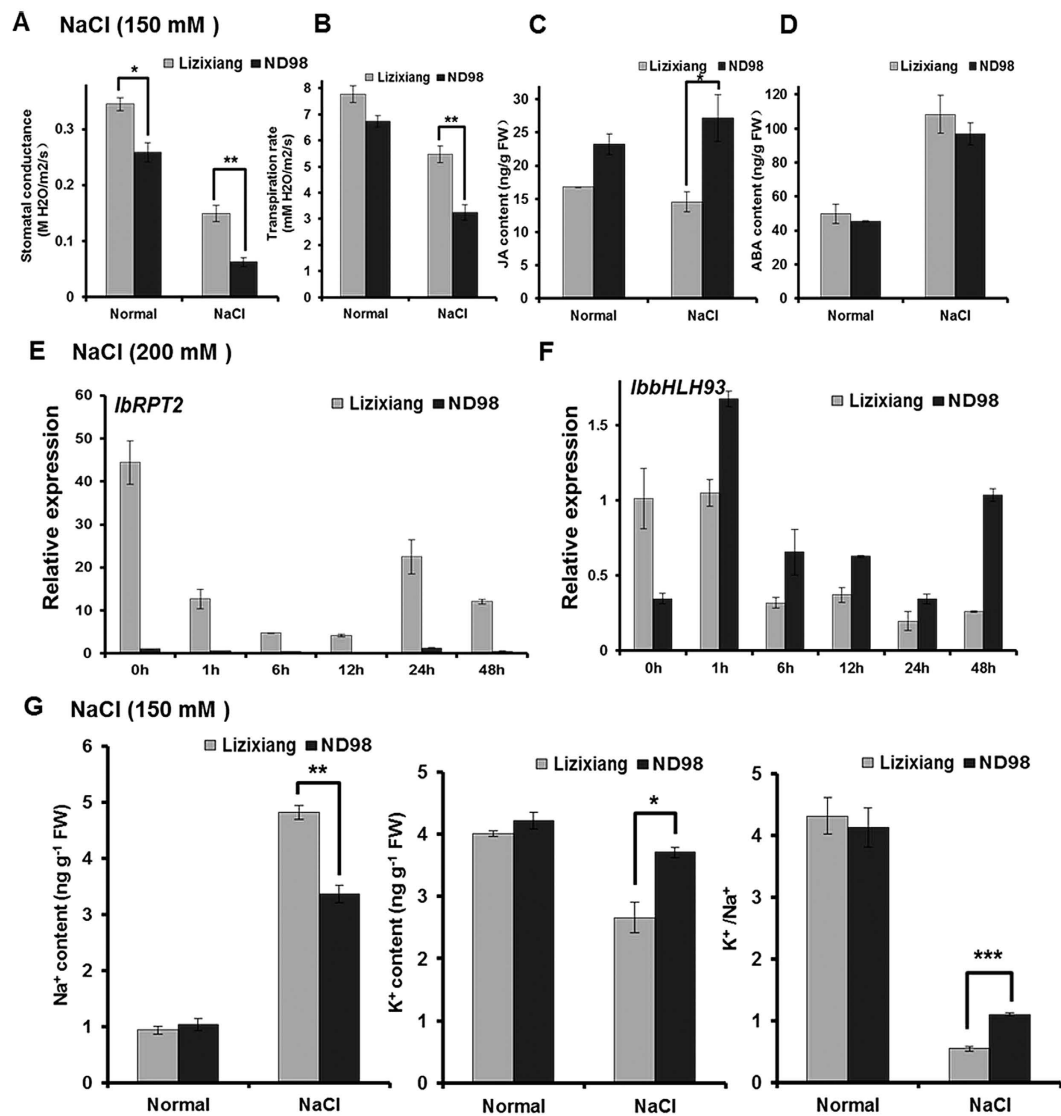 A NaCl (150 mM )
B
C
D
Lizixiang ND98
Stomatal conductance
(M H2O/m2/s)
0.3
0.2
0.1
0
*
**
Normal NaCl
Lizixiang ND98
Transpiration rate
(mM H2O/m2/s)
8
7
6
5
4
3
2
1
0
**
Normal NaCl
Lizixiang ND98
JA content (ng/g FW)
30
25
20
15
10
5
0
*
Normal NaCl
Lizixiang ND98
ABA content (ng/g FW)
120
100
80
60
40
20
0
Normal NaCl
E NaCl (200 mM )
IbRPT2
Lizixiang ND98
Relative expression
60
50
40
30
20
10
0
0h 1h 6h 12h 24h 48h
F
IbbHLH93
Lizixiang ND98
Relative expression
1.5
1
0.5
0
0h 1h 6h 12h 24h 48h
G NaCl (150 mM )
Lizixiang ND98
Na⁺ content (ng g⁻¹ FW)
6
5
4
3
2
1
0
**
Normal NaCl
Lizixiang ND98
K⁺ content (ng g⁻¹ FW)
5
4
3
2
1
0
*
Normal NaCl
Lizixiang ND98
K⁺ /Na⁺
5
4
3
2
1
0
***
Normal NaCl